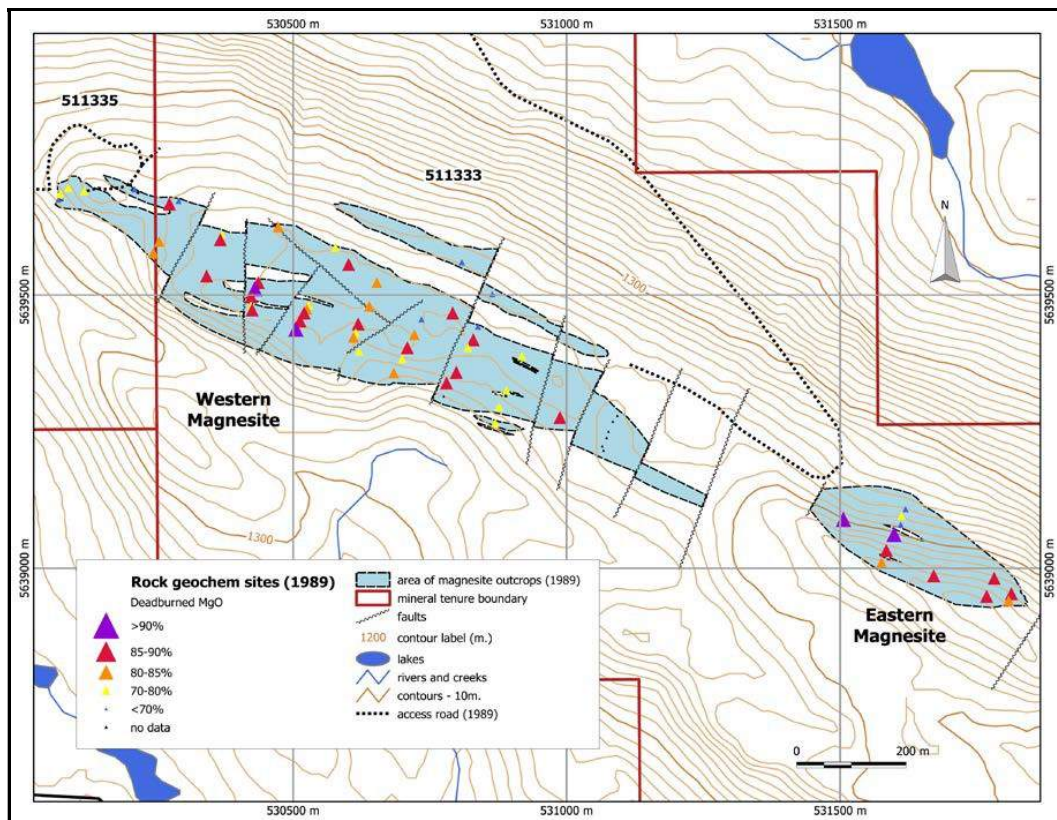 530500 m
531000 m
531500 m
511335
511333
N
1300
5639500 m
5639500 m
Western
Magnesite
1300
5639000 m
5639000 m
Eastern
Magnesite
Rock geochem sites (1989)
Deadburned MgO
>90%
85-90%
80-85%
70-80%
<70%
no data
area of magnesite outcrops (1989)
mineral tenure boundary
faults
1200 contour label (m.)
lakes
rivers and creeks
contours - 10m.
access road (1989)
0 200 m
530500 m
531000 m
531500 m